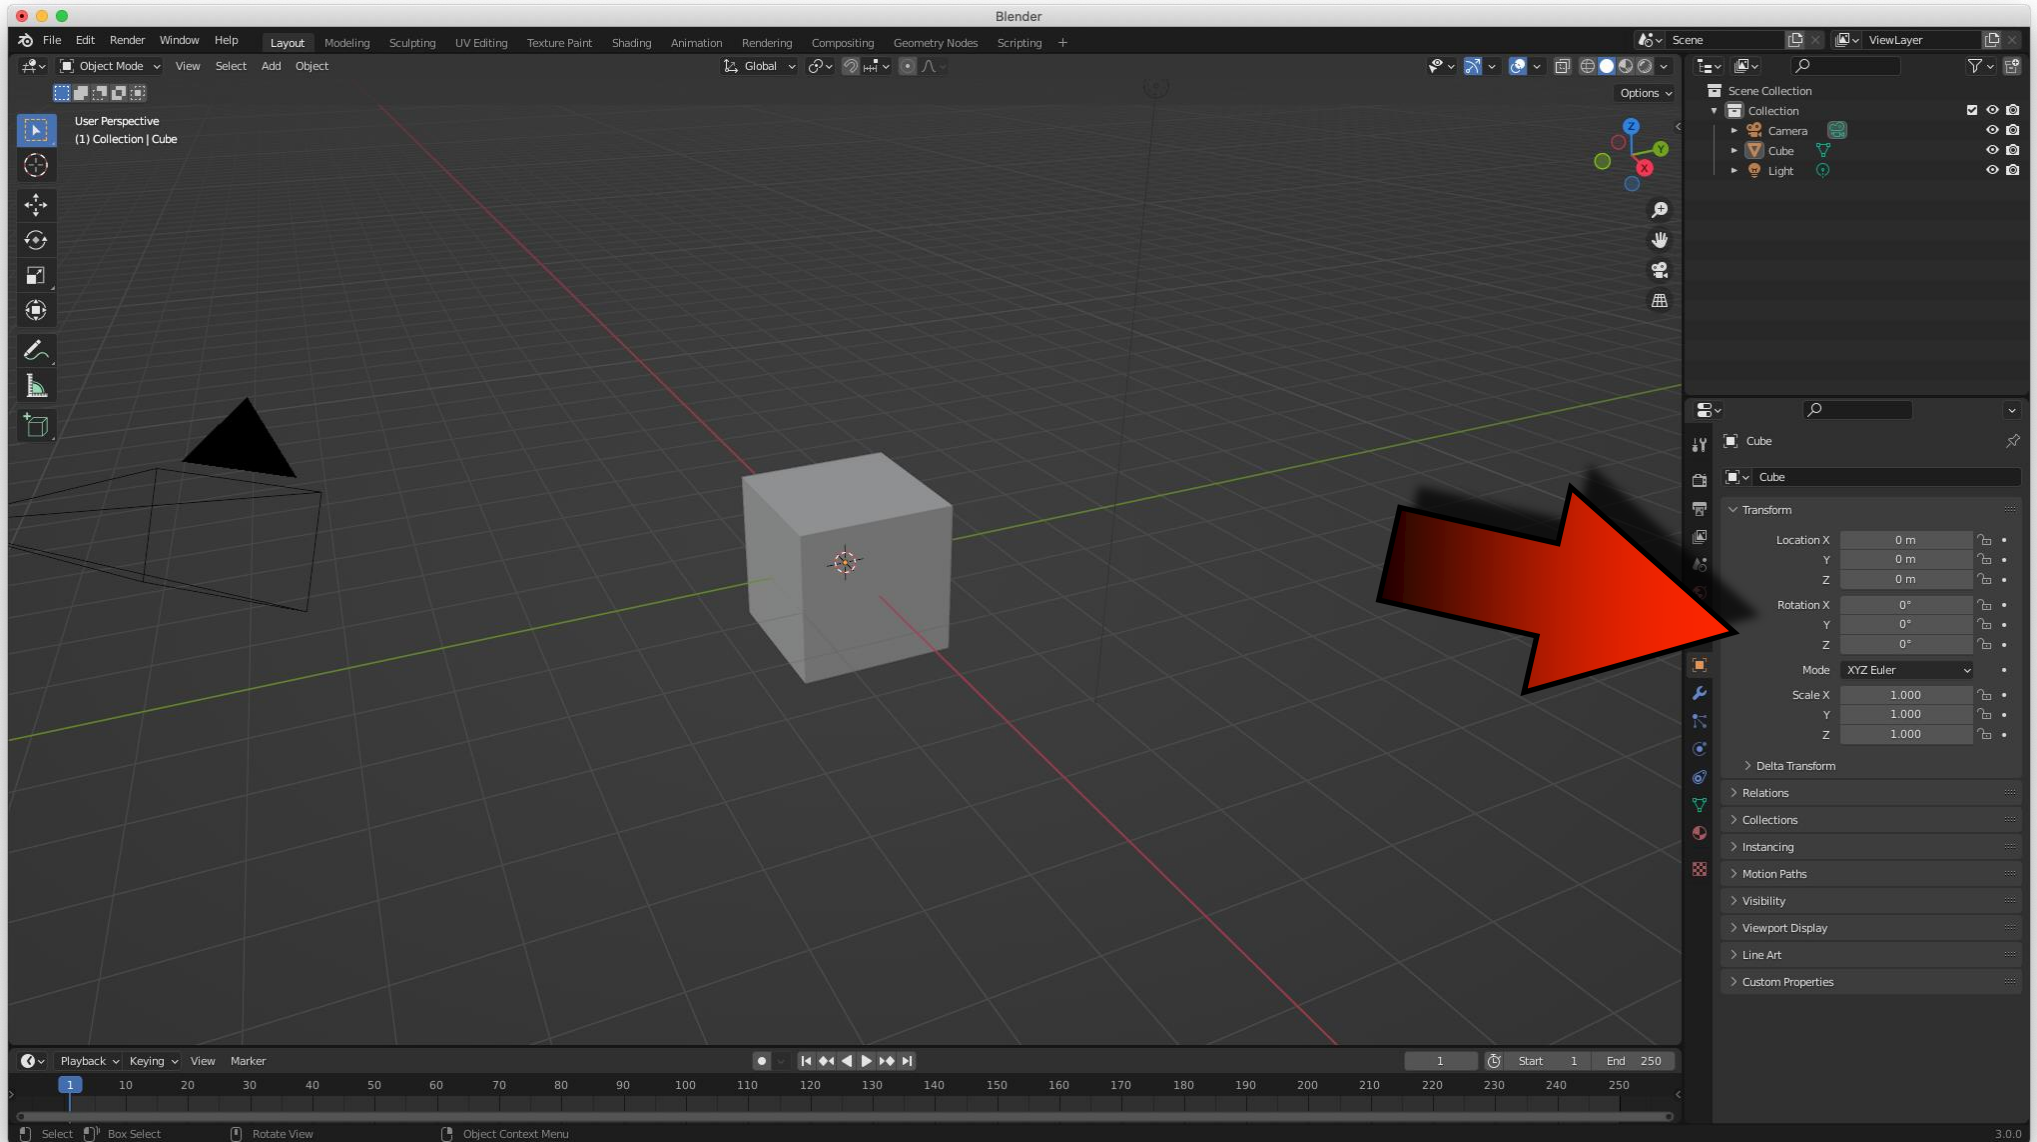 Blender
File Edit Render Window Help Layout Modeling Sculpting UV Editing Texture Paint Shading Animation Rendering Compositing Geometry Nodes Scripting + Scene ViewLayer
Object Mode View Select Add Object Global
Options
User Perspective
(1) Collection | Cube
Z
Y
X
Scene Collection
Collection
Camera
Cube
Light
Cube
Cube
Transform
Location X 0 m
Y 0 m
Z 0 m
Rotation X 0°
Y 0°
Z 0°
Mode XYZ Euler
Scale X 1.000
Y 1.000
Z 1.000
Delta Transform
Relations
Collections
Instancing
Motion Paths
Visibility
Viewport Display
Line Art
Custom Properties
Playback Keying View Marker 1 Start 1 End 250
1 10 20 30 40 50 60 70 80 90 100 110 120 130 140 150 160 170 180 190 200 210 220 230 240 250
Select Box Select Rotate View Object Context Menu 3.0.0